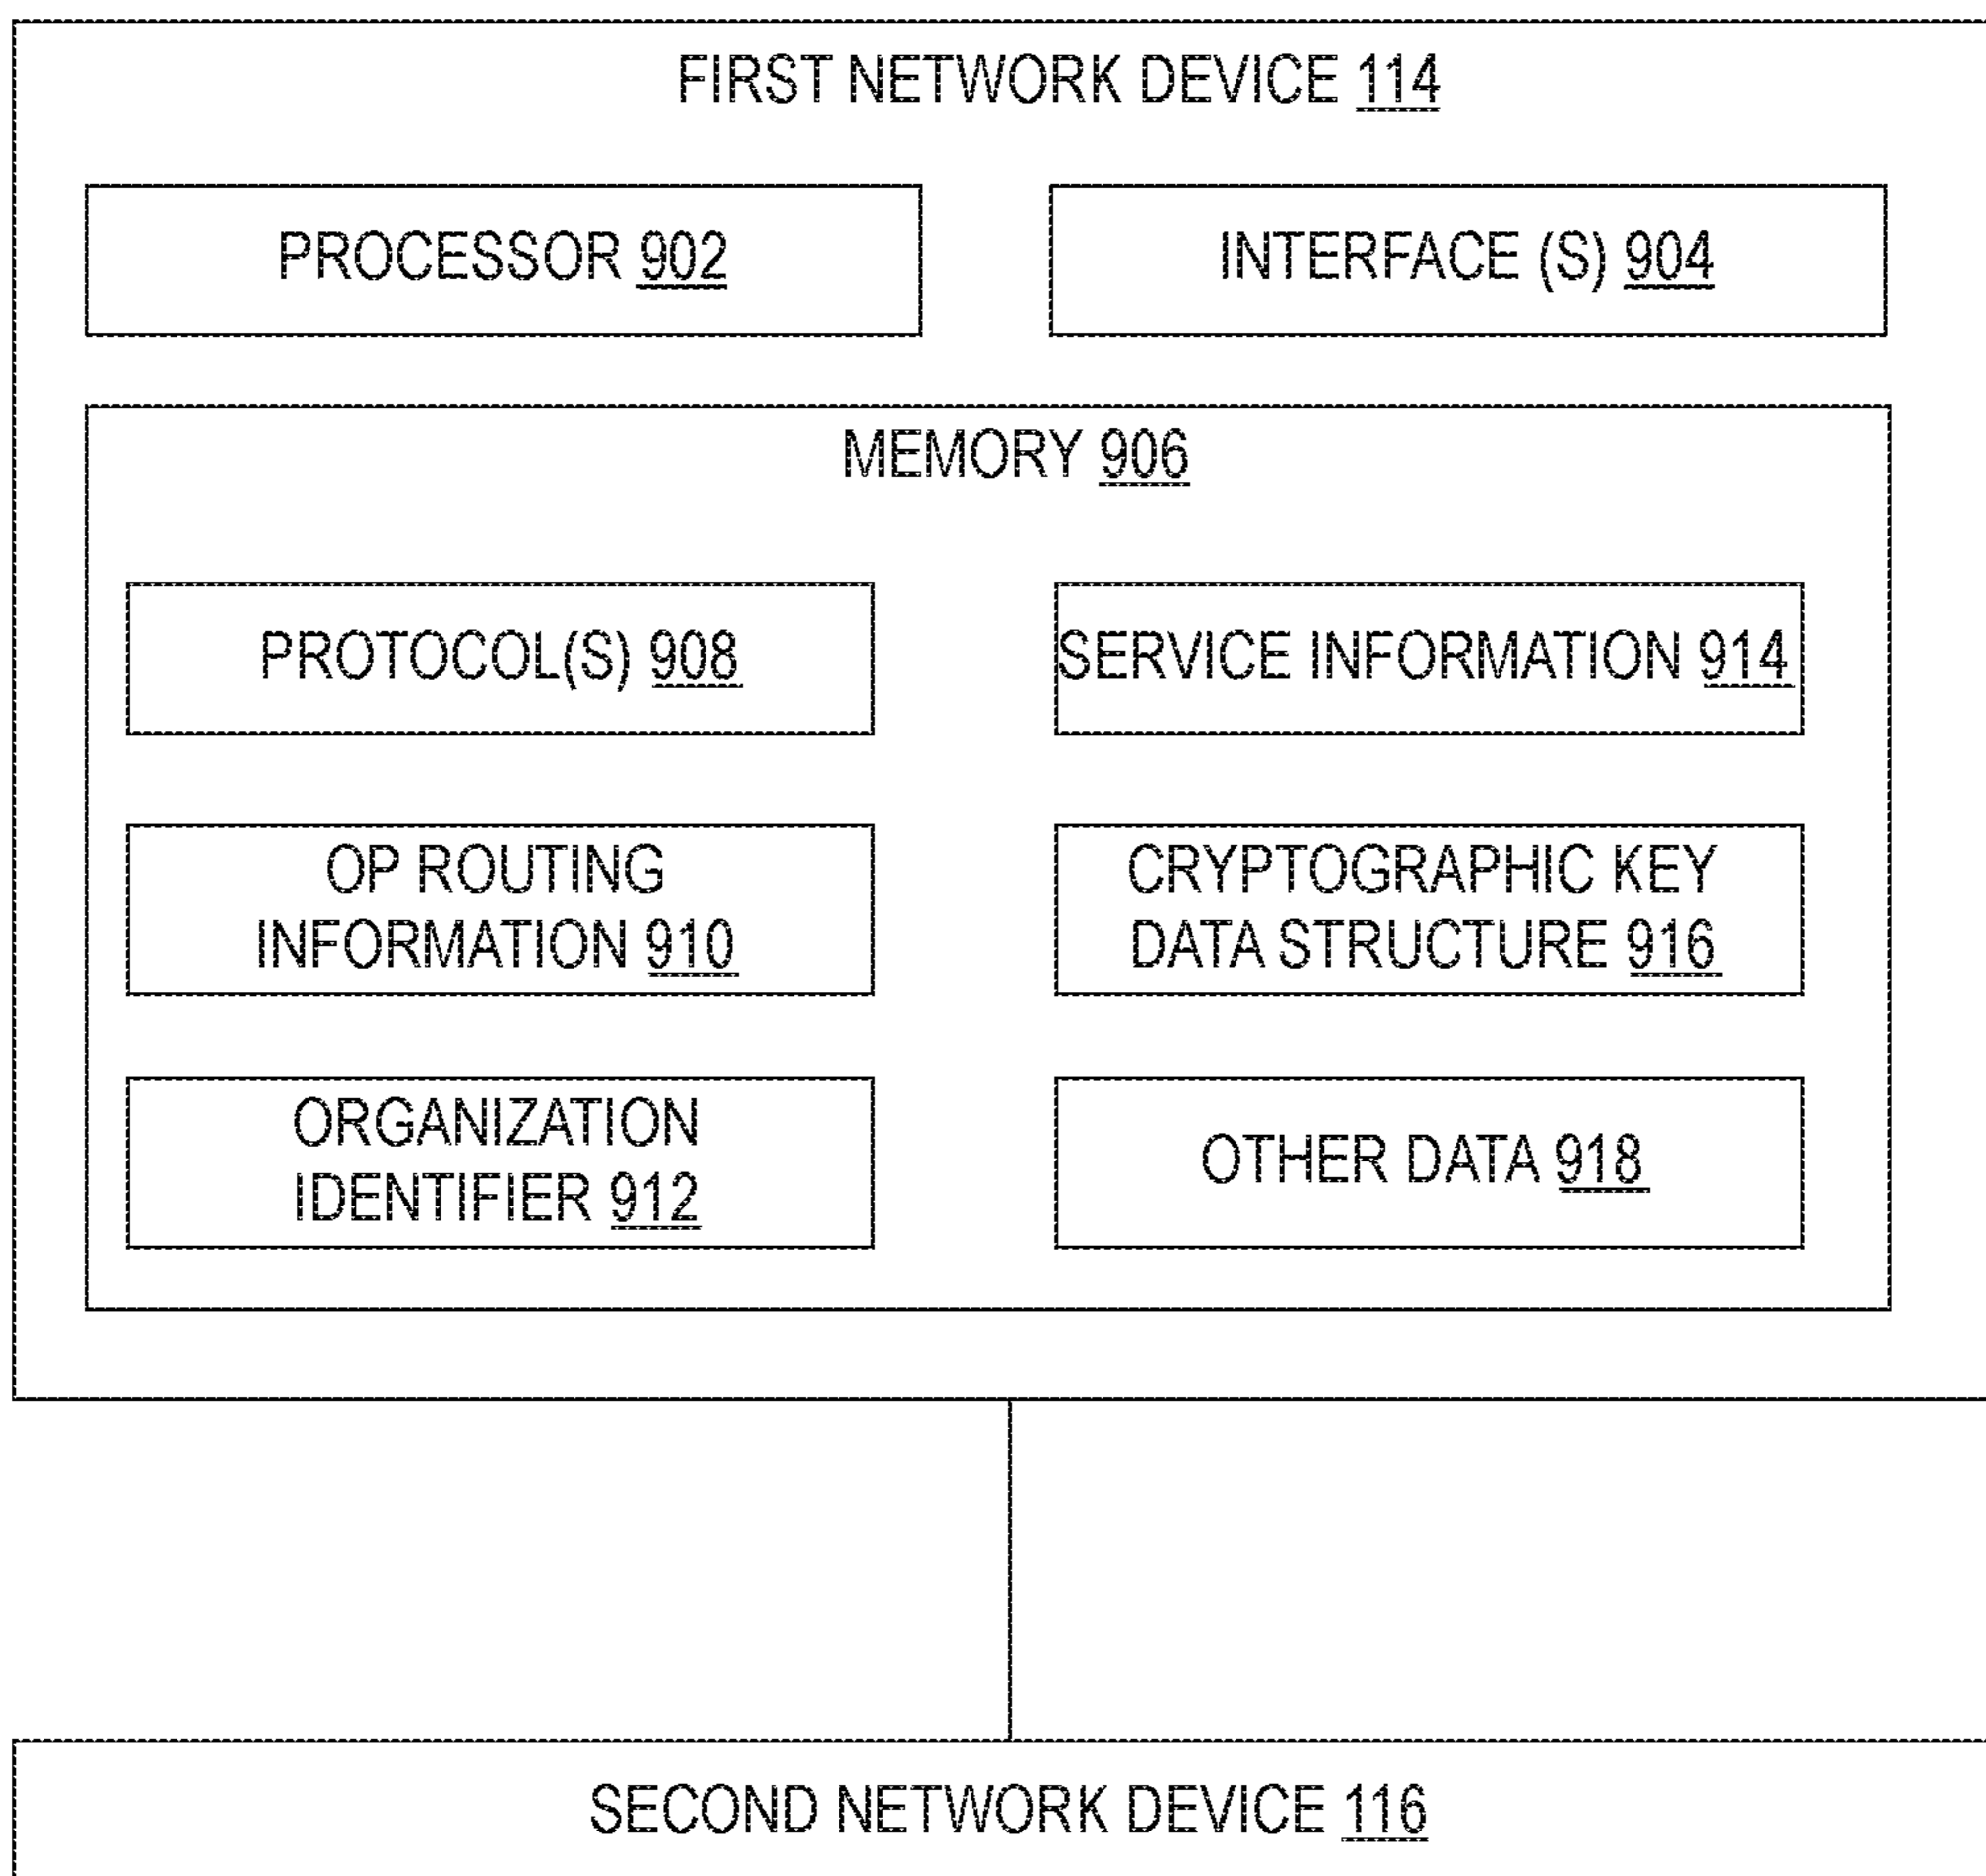 FIRST NETWORK DEVICE 114
PROCESSOR 902
INTERFACE (S) 904
MEMORY 906
PROTOCOL(S) 908
SERVICE INFORMATION 914
OP ROUTING
INFORMATION 910
CRYPTOGRAPHIC KEY
DATA STRUCTURE 916
ORGANIZATION
IDENTIFIER 912
OTHER DATA 918
SECOND NETWORK DEVICE 116